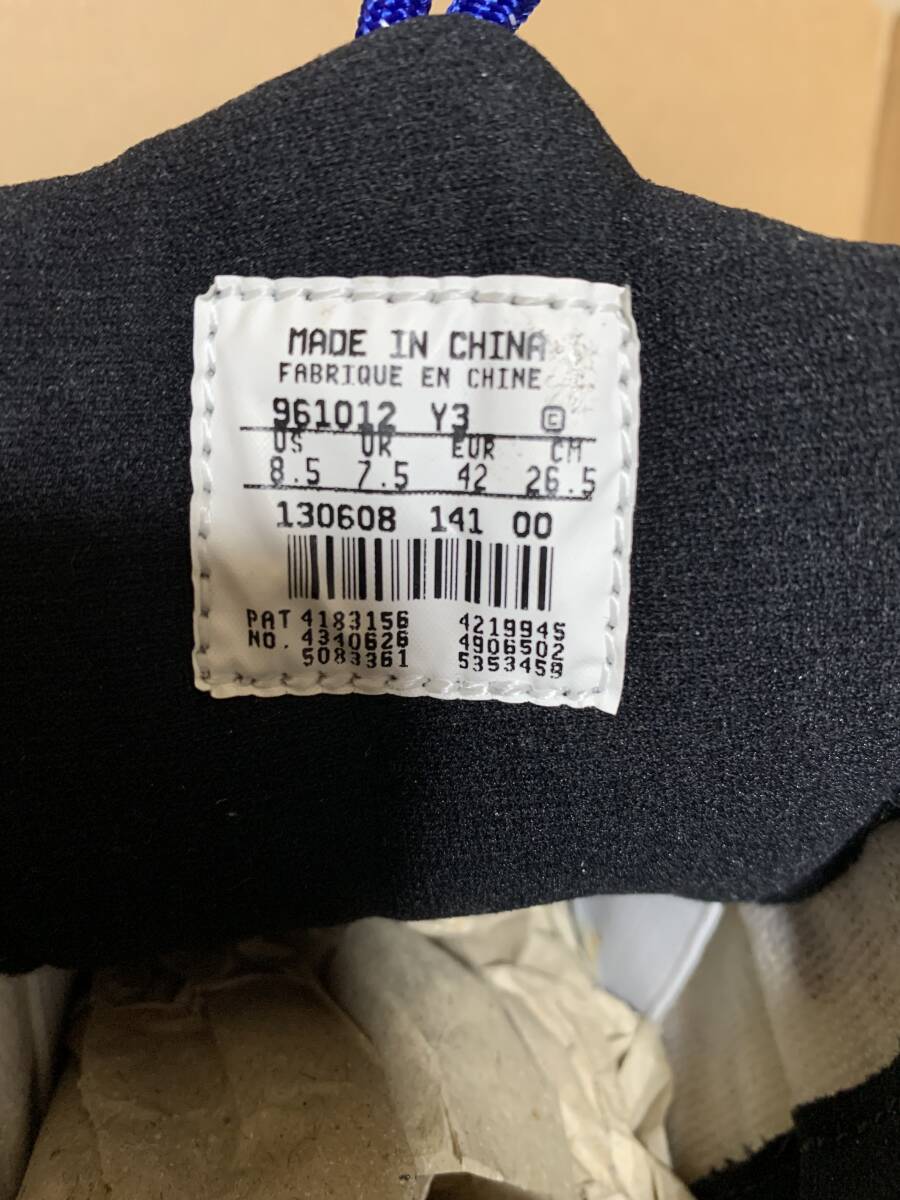 MADE IN CHINA
FABRIQUE EN CHINE
961012 Y3 ©
US UK EUR CM
8.5 7.5 42 26.5
130608 141 00
PAT 4183156 4219945
NO. 4340626 4906502
5083361 5353459